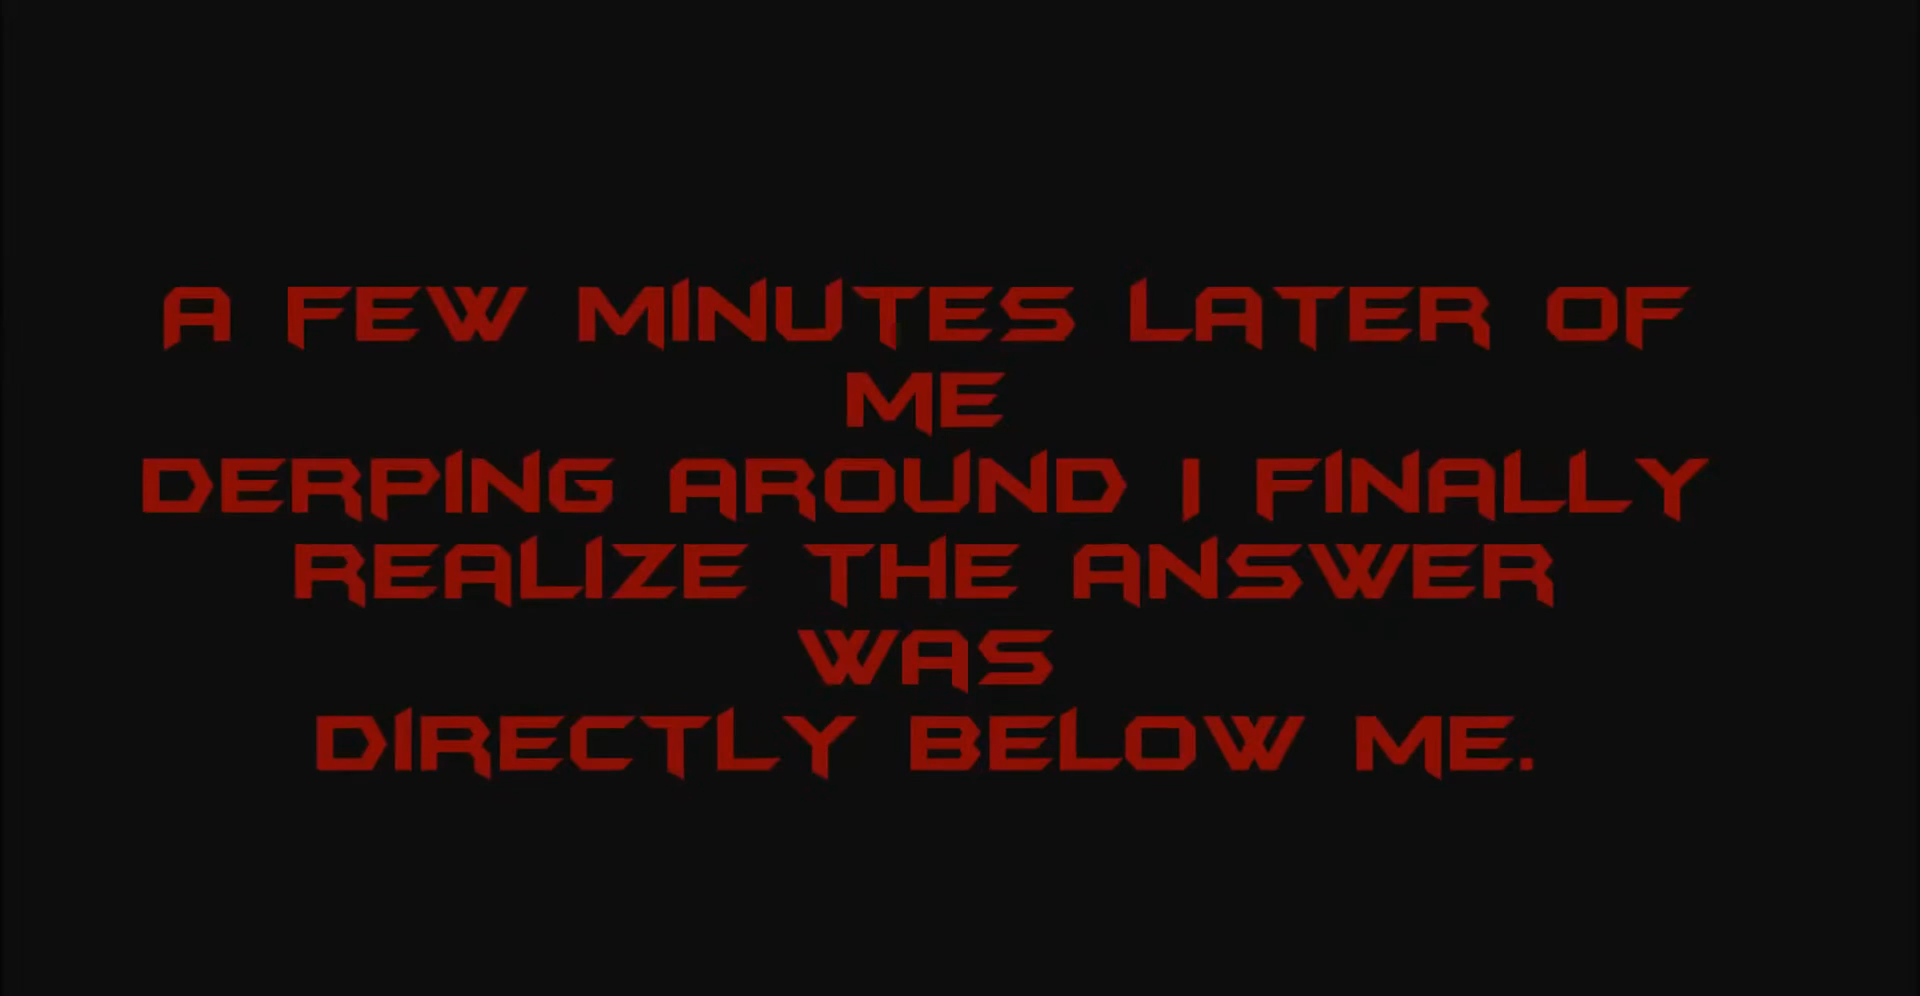 A FEW MINUTES LATER OF
ME
DERPING AROUND I FINALLY
REALIZE THE ANSWER
WAS
DIRECTLY BELOW ME.